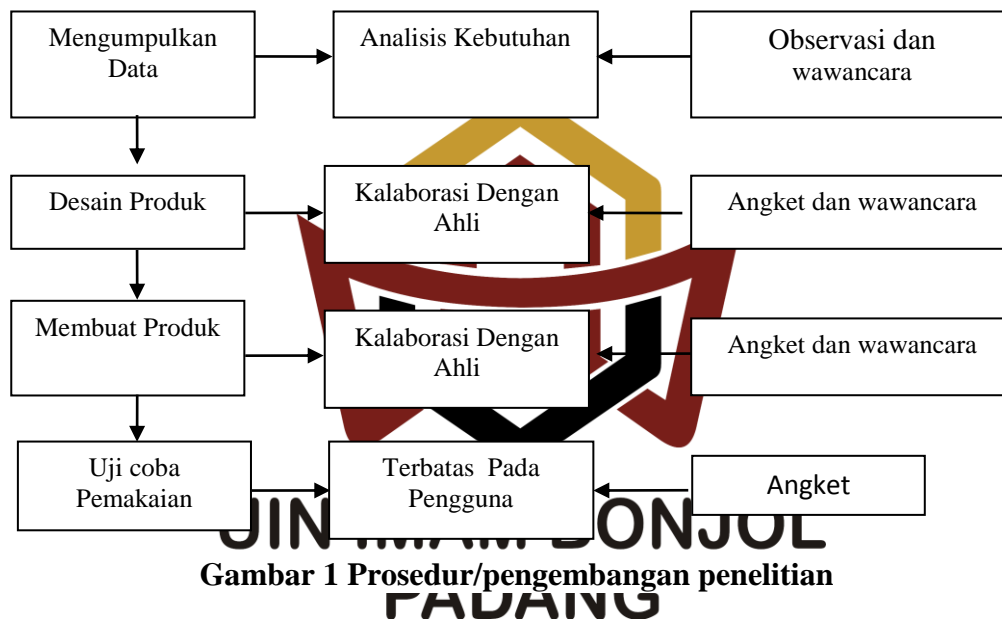 Mengumpulkan
Data
Analisis Kebutuhan
Observasi dan
wawancara
Desain Produk
Kalaborasi Dengan
Ahli
Angket dan wawancara
Membuat Produk
Kalaborasi Dengan
Ahli
Angket dan wawancara
Uji coba
Pemakaian
Terbatas Pada
Pengguna
Angket
UIN IMAM BONJOL
Gambar 1 Prosedur/pengembangan penelitian
PADANG